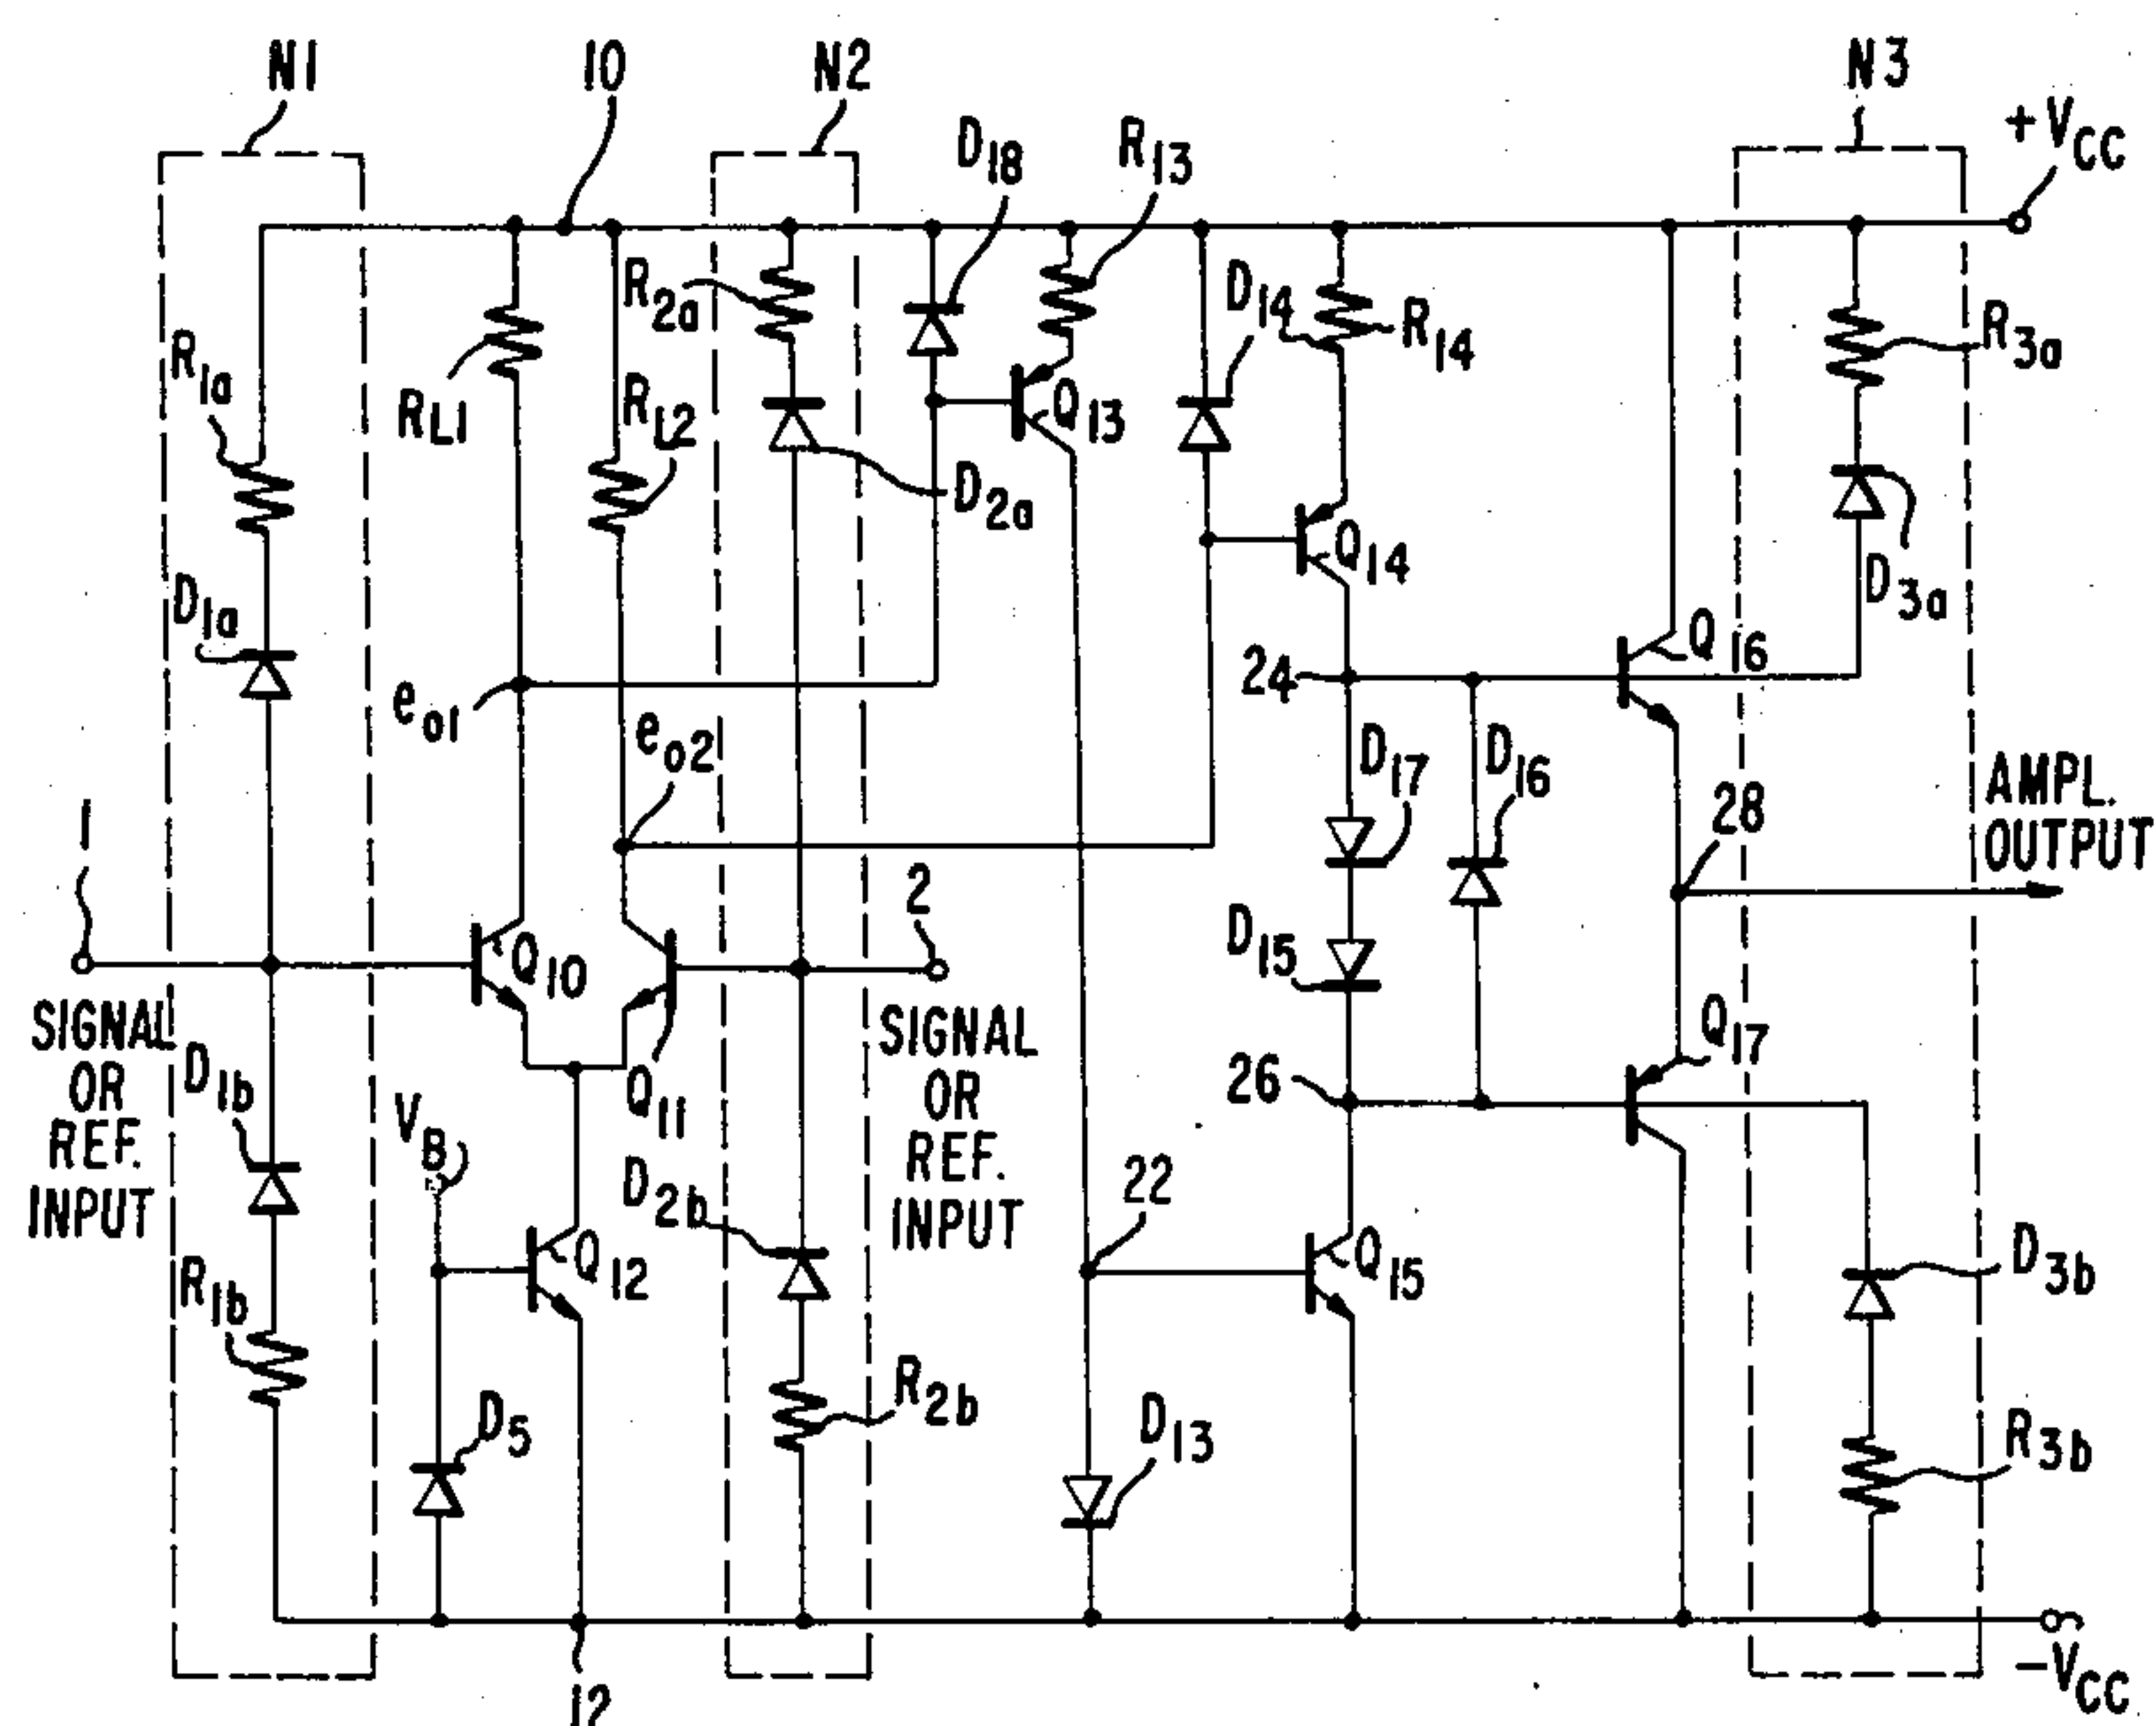 N1
10
N2
N3
+VCC
D18
R13
R2a
D14
R14
R3a
R1a
RL1
RL2
Q13
D2a
Q14
D3a
D1a
eo1
eo2
24
Q16
D17
D16
28
AMPL.
OUTPUT
1
2
Q10
D15
SIGNAL
OR
REF.
INPUT
SIGNAL
OR
REF.
INPUT
D1b
VB
Q11
26
Q17
D2b
22
Q12
Q15
D3b
R1b
D5
R2b
D13
R3b
12
-VCC